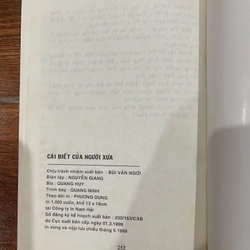 CÁI BIẾT CỦA NGƯỜI XƯA
Chịu trách nhiệm xuất bản : BÙI VĂN NGỢI
Biên tập : NGUYỄN GIANG
Bìa : QUANG HUY
Trình bày : QUANG MINH
Theo dõi in : PHƯƠNG DUNG
In 1.000 cuốn, khổ 13 x 19cm
tại Công ty In Nam Hải
Số đăng ký kế hoạch xuất bản : 200/153/CXB
do Cục xuất bản cấp ngày 01.3.1999
In xong và nộp lưu chiểu tháng 6.1999
242